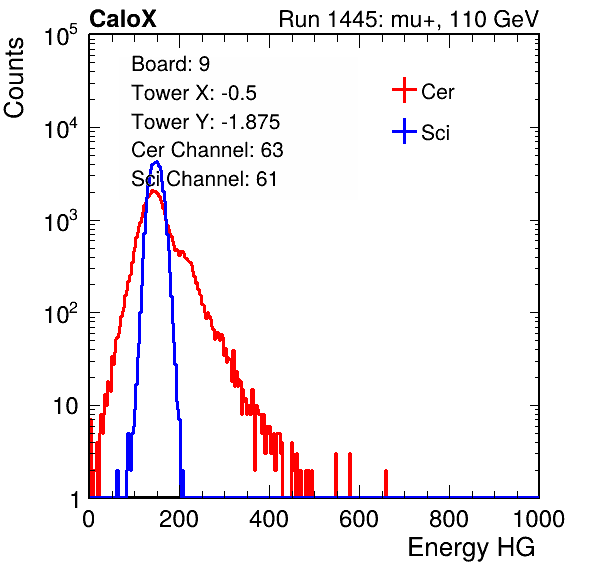 CaloX Run 1445: mu+, 110 GeV
Counts
Board: 9
Tower X: -0.5
Tower Y: -1.875
Cer Channel: 63
Sci Channel: 61
Cer
Sci
10^5
10^4
10^3
10^2
10
1
0 200 400 600 800 1000
Energy HG